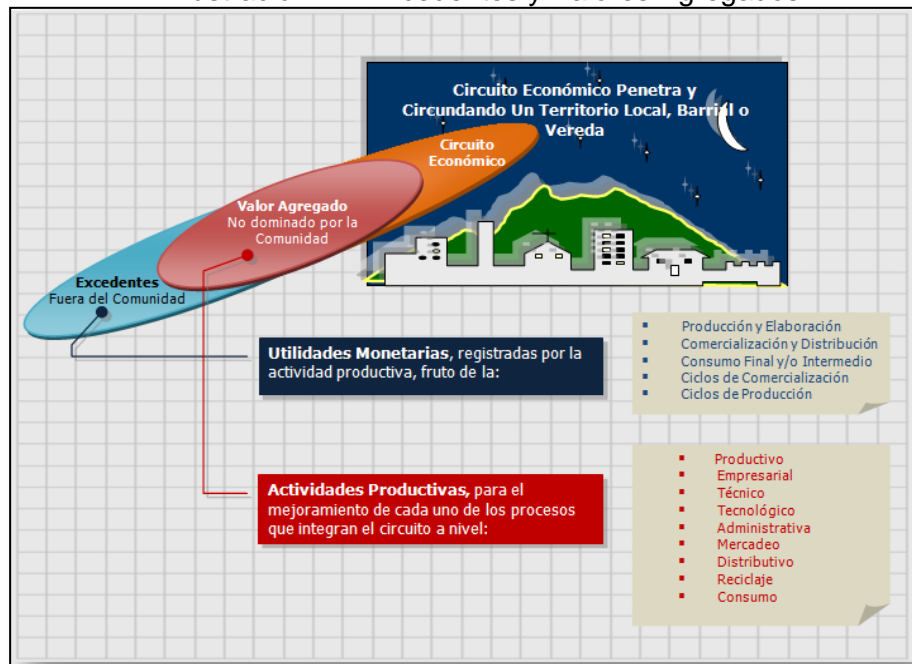 Circuito Económico Penetra y
Circundando Un Territorio Local, Barrial o
Vereda
Circuito
Económico
Valor Agregado
No dominado por la
Comunidad
Excedentes
Fuera del Comunidad
Utilidades Monetarias, registradas por la
actividad productiva, fruto de la:
▪ Producción y Elaboración
▪ Comercialización y Distribución
▪ Consumo Final y/o Intermedio
▪ Ciclos de Comercialización
▪ Ciclos de Producción
Actividades Productivas, para el
mejoramiento de cada uno de los procesos
que integran el circuito a nivel:
▪ Productivo
▪ Empresarial
▪ Técnico
▪ Tecnológico
▪ Administrativa
▪ Mercadeo
▪ Distributivo
▪ Reciclaje
▪ Consumo